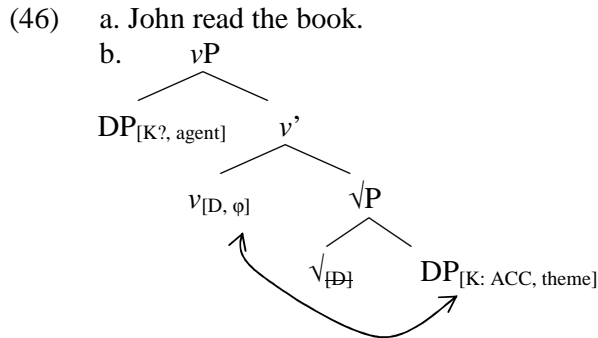 (46) a. John read the book.
b. vP
DP[K?, agent] v’
v[D, φ] √P
√[D] DP[K: ACC, theme]